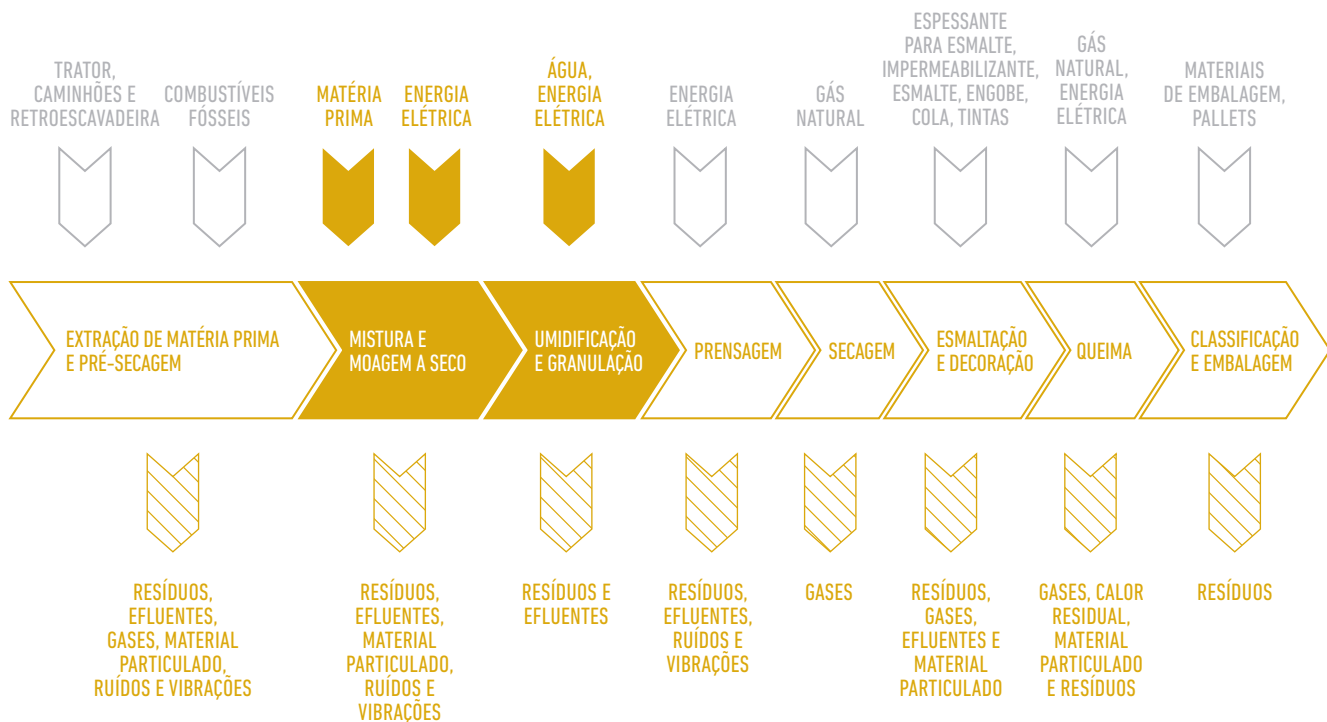 TRATOR,
CAMINHÕES E
RETROESCAVADEIRA
COMBUSTÍVEIS
FÓSSEIS
MATÉRIA
PRIMA
ENERGIA
ELÉTRICA
ÁGUA,
ENERGIA
ELÉTRICA
ENERGIA
ELÉTRICA
GÁS
NATURAL
ESPESSANTE
PARA ESMALTE,
IMPERMEABILIZANTE,
ESMALTE, ENGOBE,
COLA, TINTAS
GÁS
NATURAL,
ENERGIA
ELÉTRICA
MATERIAIS
DE EMBALAGEM,
PALLETS
EXTRAÇÃO DE MATÉRIA PRIMA
E PRÉ-SECAGEM
MISTURA E
MOAGEM A SECO
UMIDIFICAÇÃO
E GRANULAÇÃO
PRENSAGEM
SECAGEM
ESMALTAÇÃO
E DECORAÇÃO
QUEIMA
CLASSIFICAÇÃO
E EMBALAGEM
RESÍDUOS,
EFLUENTES,
GASES, MATERIAL
PARTICULADO,
RUÍDOS E VIBRAÇÕES
RESÍDUOS,
EFLUENTES,
MATERIAL
PARTICULADO,
RUÍDOS E
VIBRAÇÕES
RESÍDUOS E
EFLUENTES
RESÍDUOS,
EFLUENTES,
RUÍDOS E
VIBRAÇÕES
GASES
RESÍDUOS,
GASES,
EFLUENTES E
MATERIAL
PARTICULADO
GASES, CALOR
RESIDUAL,
MATERIAL
PARTICULADO
E RESÍDUOS
RESÍDUOS